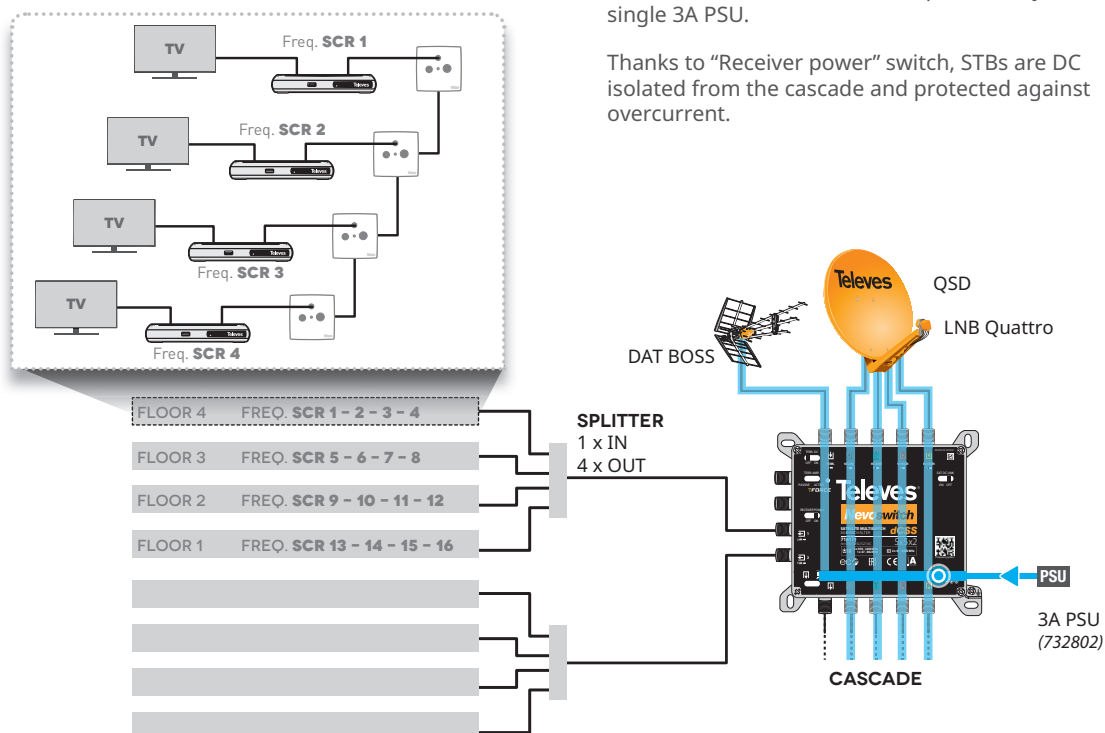 single 3A PSU.
Thanks to “Receiver power” switch, STBs are DC
isolated from the cascade and protected against
overcurrent.
TV
Freq. SCR 1
Televes
TV
Freq. SCR 2
Televes
TV
Freq. SCR 3
Televes
TV
Freq. SCR 4
Televes
Televes
QSD
LNB Quattro
DAT BOSS
FLOOR 4 FREQ. SCR 1 – 2 – 3 – 4
FLOOR 3 FREQ. SCR 5 – 6 – 7 – 8
FLOOR 2 FREQ. SCR 9 – 10 – 11 – 12
FLOOR 1 FREQ. SCR 13 – 14 – 15 – 16
SPLITTER
1 x IN
4 x OUT
Televes
Nevoswitch
dCSS
PSU
3A PSU
(732802)
CASCADE